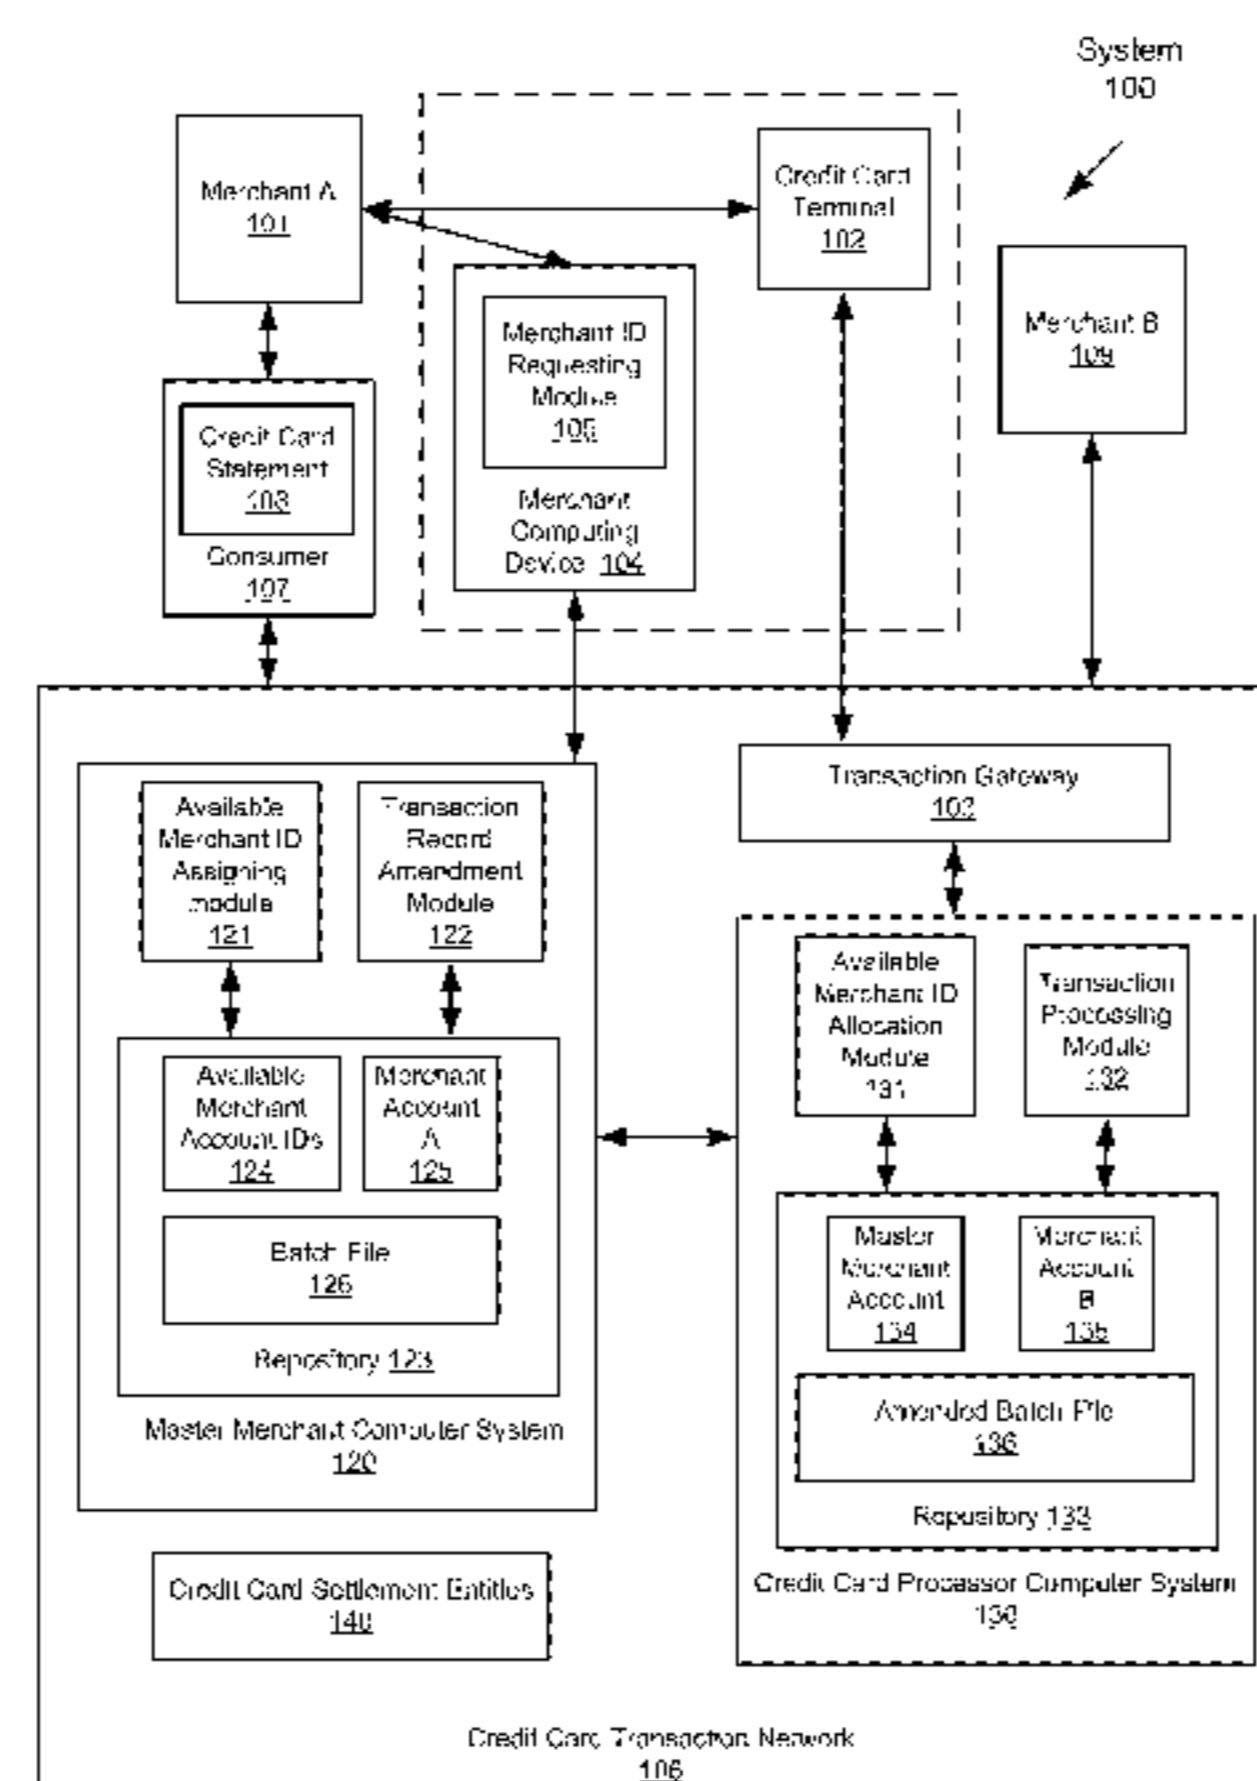 System
100
Merchant A
101
Credit Card
Terminal
102
Merchant ID
Requesting
Module
105
Merchant
Computing
Device 104
Merchant B
109
Credit Card
Statement
108
Consumer
107
Transaction Gateway
103
Available
Merchant ID
Assigning
module
121
Transaction
Record
Amendment
Module
122
Available
Merchant
Account IDs
124
Merchant
Account
A
125
Batch File
126
Repository 123
Master Merchant Computer System
120
Available
Merchant ID
Allocation
Module
131
Transaction
Processing
Module
132
Master
Merchant
Account
134
Merchant
Account
B
135
Amended Batch File
136
Repository 133
Credit Card Processor Computer System
130
Credit Card Settlement Entities
140
Credit Card Transaction Network
106